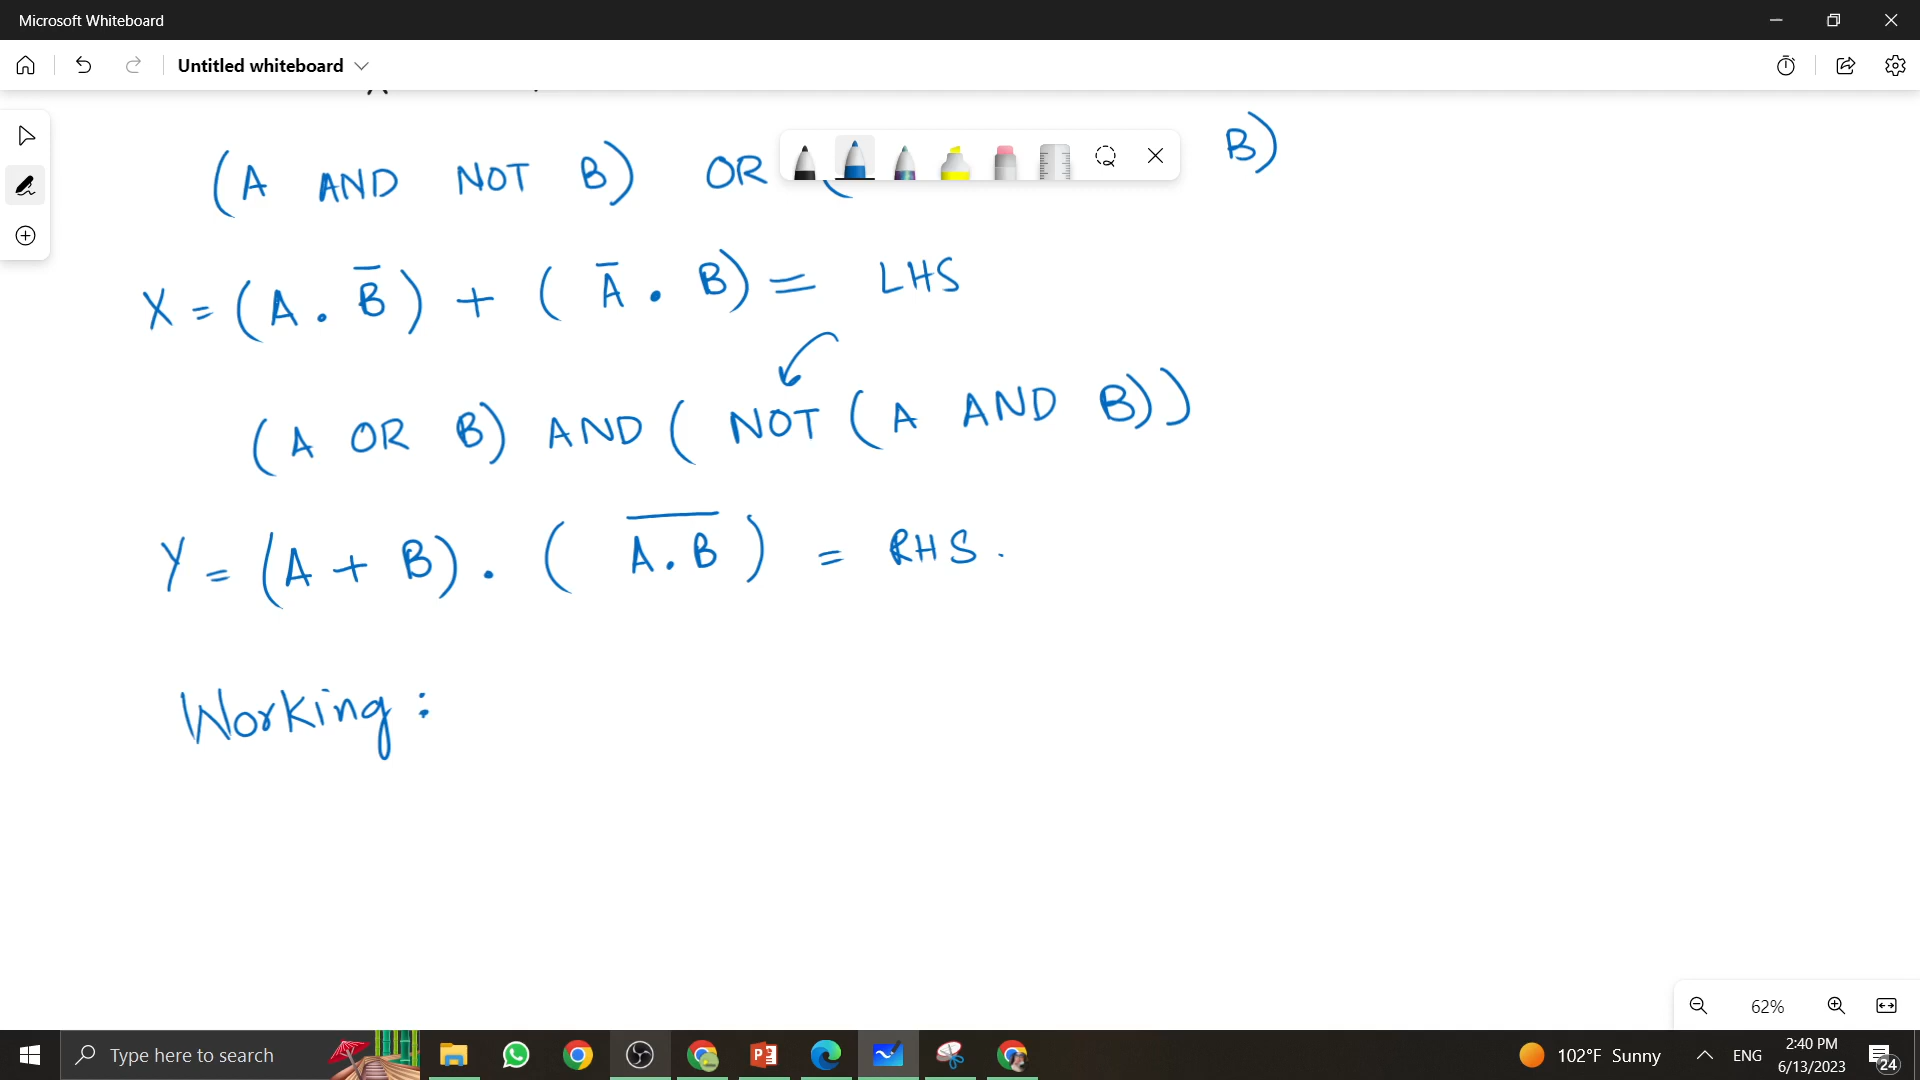 Microsoft Whiteboard
Untitled whiteboard
(A AND NOT B) OR ( B)
X = (A . B̅) + ( A̅ . B) = LHS
(A OR B) AND ( NOT (A AND B))
Y = (A + B) . ( A̅.̅B̅ ) = RHS .
Working :
62%
Type here to search
102°F Sunny
ENG
2:40 PM
6/13/2023
24